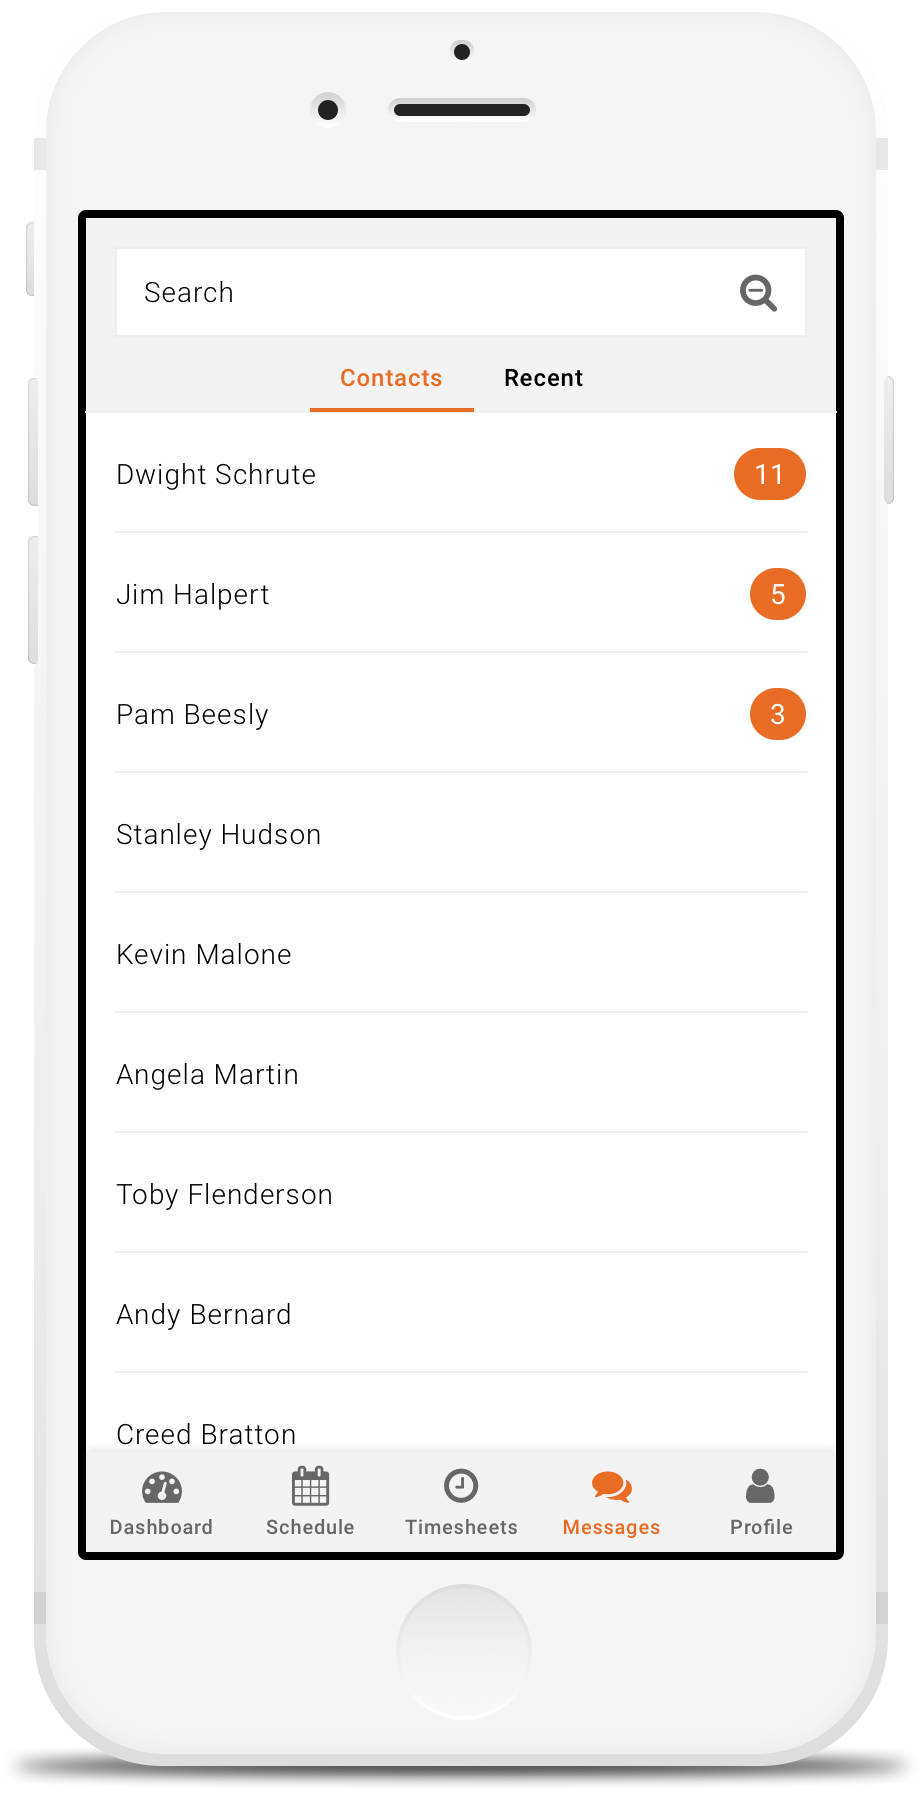 Search
Contacts Recent
Dwight Schrute 11
Jim Halpert 5
Pam Beesly 3
Stanley Hudson
Kevin Malone
Angela Martin
Toby Flenderson
Andy Bernard
Creed Bratton
Dashboard Schedule Timesheets Messages Profile